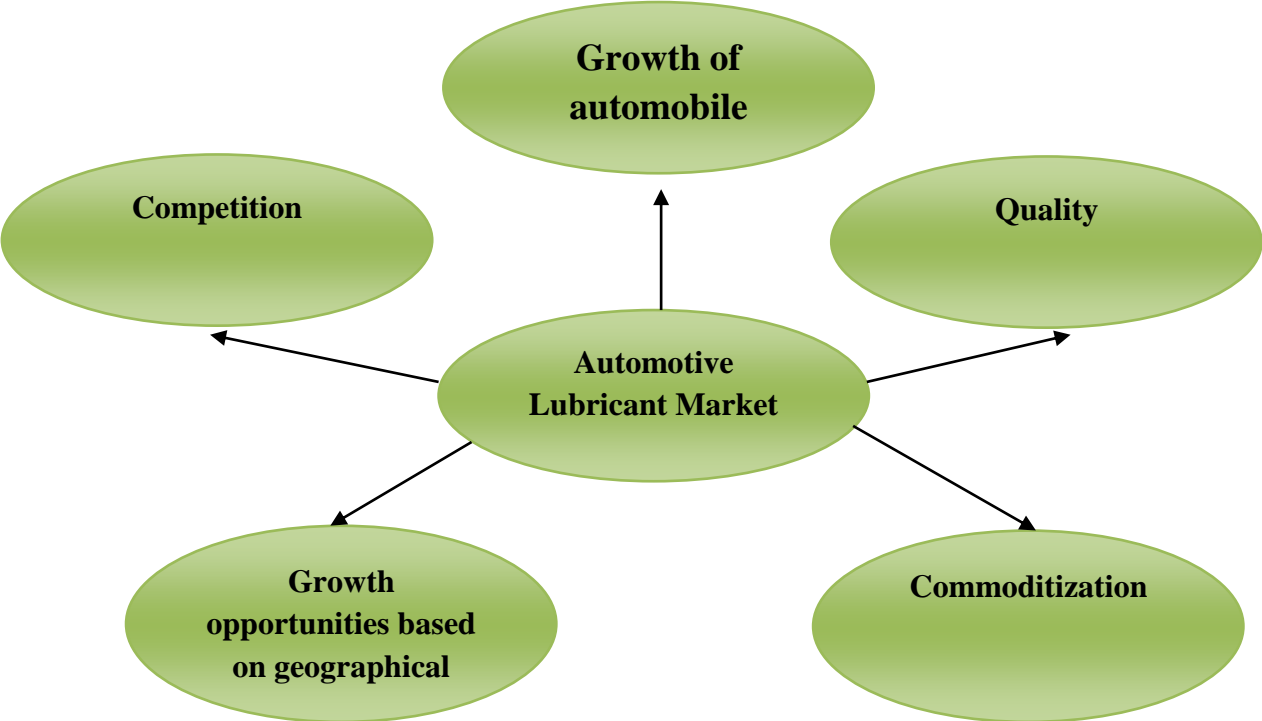 Growth of
automobile
Competition
Quality
Automotive
Lubricant Market
Growth
opportunities based
on geographical
Commoditization